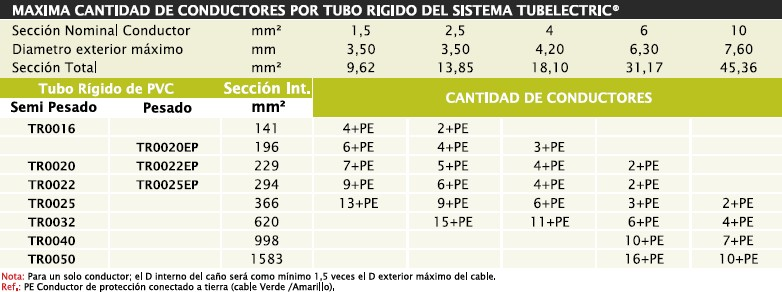 MAXIMA CANTIDAD DE CONDUCTORES POR TUBO RIGIDO DEL SISTEMA TUBELECTRIC®
Sección Nominal Conductor mm² 1,5 2,5 4 6 10
Diametro exterior máximo mm 3,50 3,50 4,20 6,30 7,60
Sección Total mm² 9,62 13,85 18,10 31,17 45,36
Tubo Rígido de PVC Sección Int. CANTIDAD DE CONDUCTORES
Semi Pesado Pesado mm²
TR0016 141 4+PE 2+PE
TR0020EP 196 6+PE 4+PE 3+PE
TR0020 TR0022EP 229 7+PE 5+PE 4+PE 2+PE
TR0022 TR0025EP 294 9+PE 6+PE 4+PE 2+PE
TR0025 366 13+PE 9+PE 6+PE 3+PE 2+PE
TR0032 620 15+PE 11+PE 6+PE 4+PE
TR0040 998 10+PE 7+PE
TR0050 1583 16+PE 10+PE
Nota: Para un solo conductor; el D interno del caño será como mínimo 1,5 veces el D exterior máximo del cable.
Ref,: PE Conductor de protección conectado a tierra (cable Verde /Amarillo),